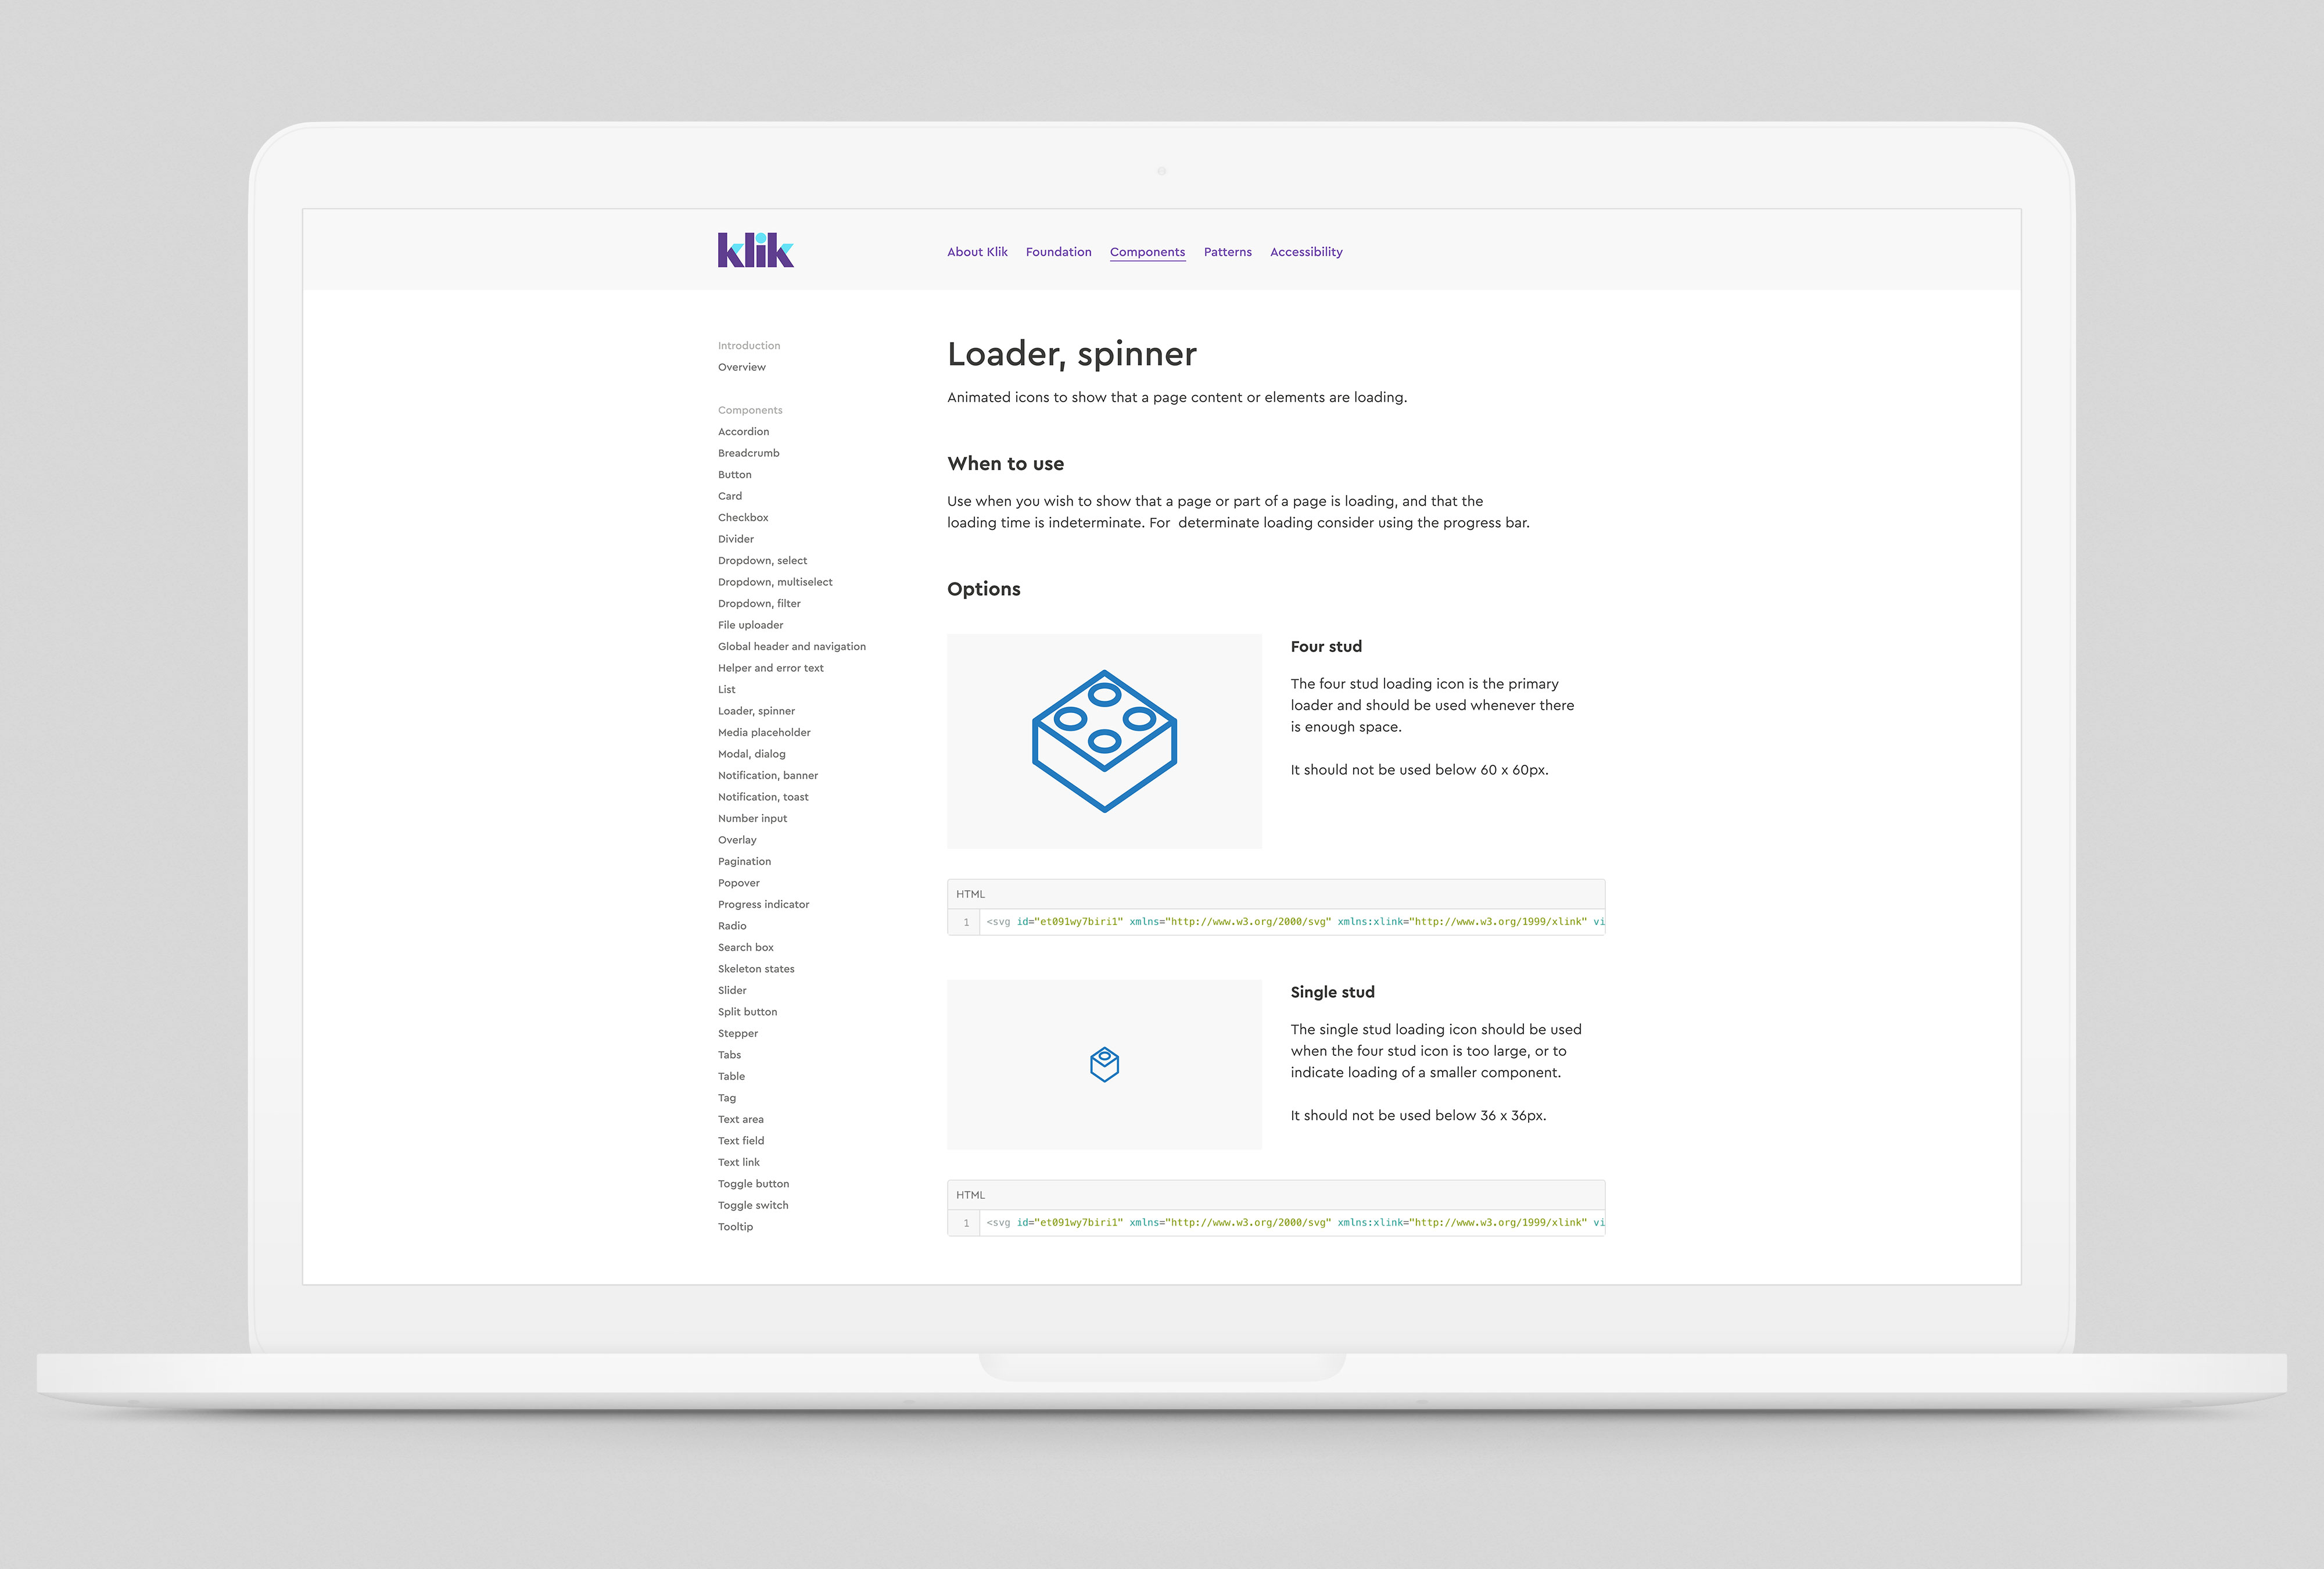 klik
About Klik Foundation Components Patterns Accessibility
Introduction
Overview
Components
Accordion
Breadcrumb
Button
Card
Checkbox
Divider
Dropdown, select
Dropdown, multiselect
Dropdown, filter
File uploader
Global header and navigation
Helper and error text
List
Loader, spinner
Media placeholder
Modal, dialog
Notification, banner
Notification, toast
Number input
Overlay
Pagination
Popover
Progress indicator
Radio
Search box
Skeleton states
Slider
Split button
Stepper
Tabs
Table
Tag
Text area
Text field
Text link
Toggle button
Toggle switch
Tooltip
Loader, spinner
Animated icons to show that a page content or elements are loading.
When to use
Use when you wish to show that a page or part of a page is loading, and that the
loading time is indeterminate. For  determinate loading consider using the progress bar.
Options
Four stud
The four stud loading icon is the primary
loader and should be used whenever there
is enough space.
It should not be used below 60 x 60px.
HTML
1 <svg id="et091wy7biri1" xmlns="http://www.w3.org/2000/svg" xmlns:xlink="http://www.w3.org/1999/xlink" vi
Single stud
The single stud loading icon should be used
when the four stud icon is too large, or to
indicate loading of a smaller component.
It should not be used below 36 x 36px.
HTML
1 <svg id="et091wy7biri1" xmlns="http://www.w3.org/2000/svg" xmlns:xlink="http://www.w3.org/1999/xlink" vi